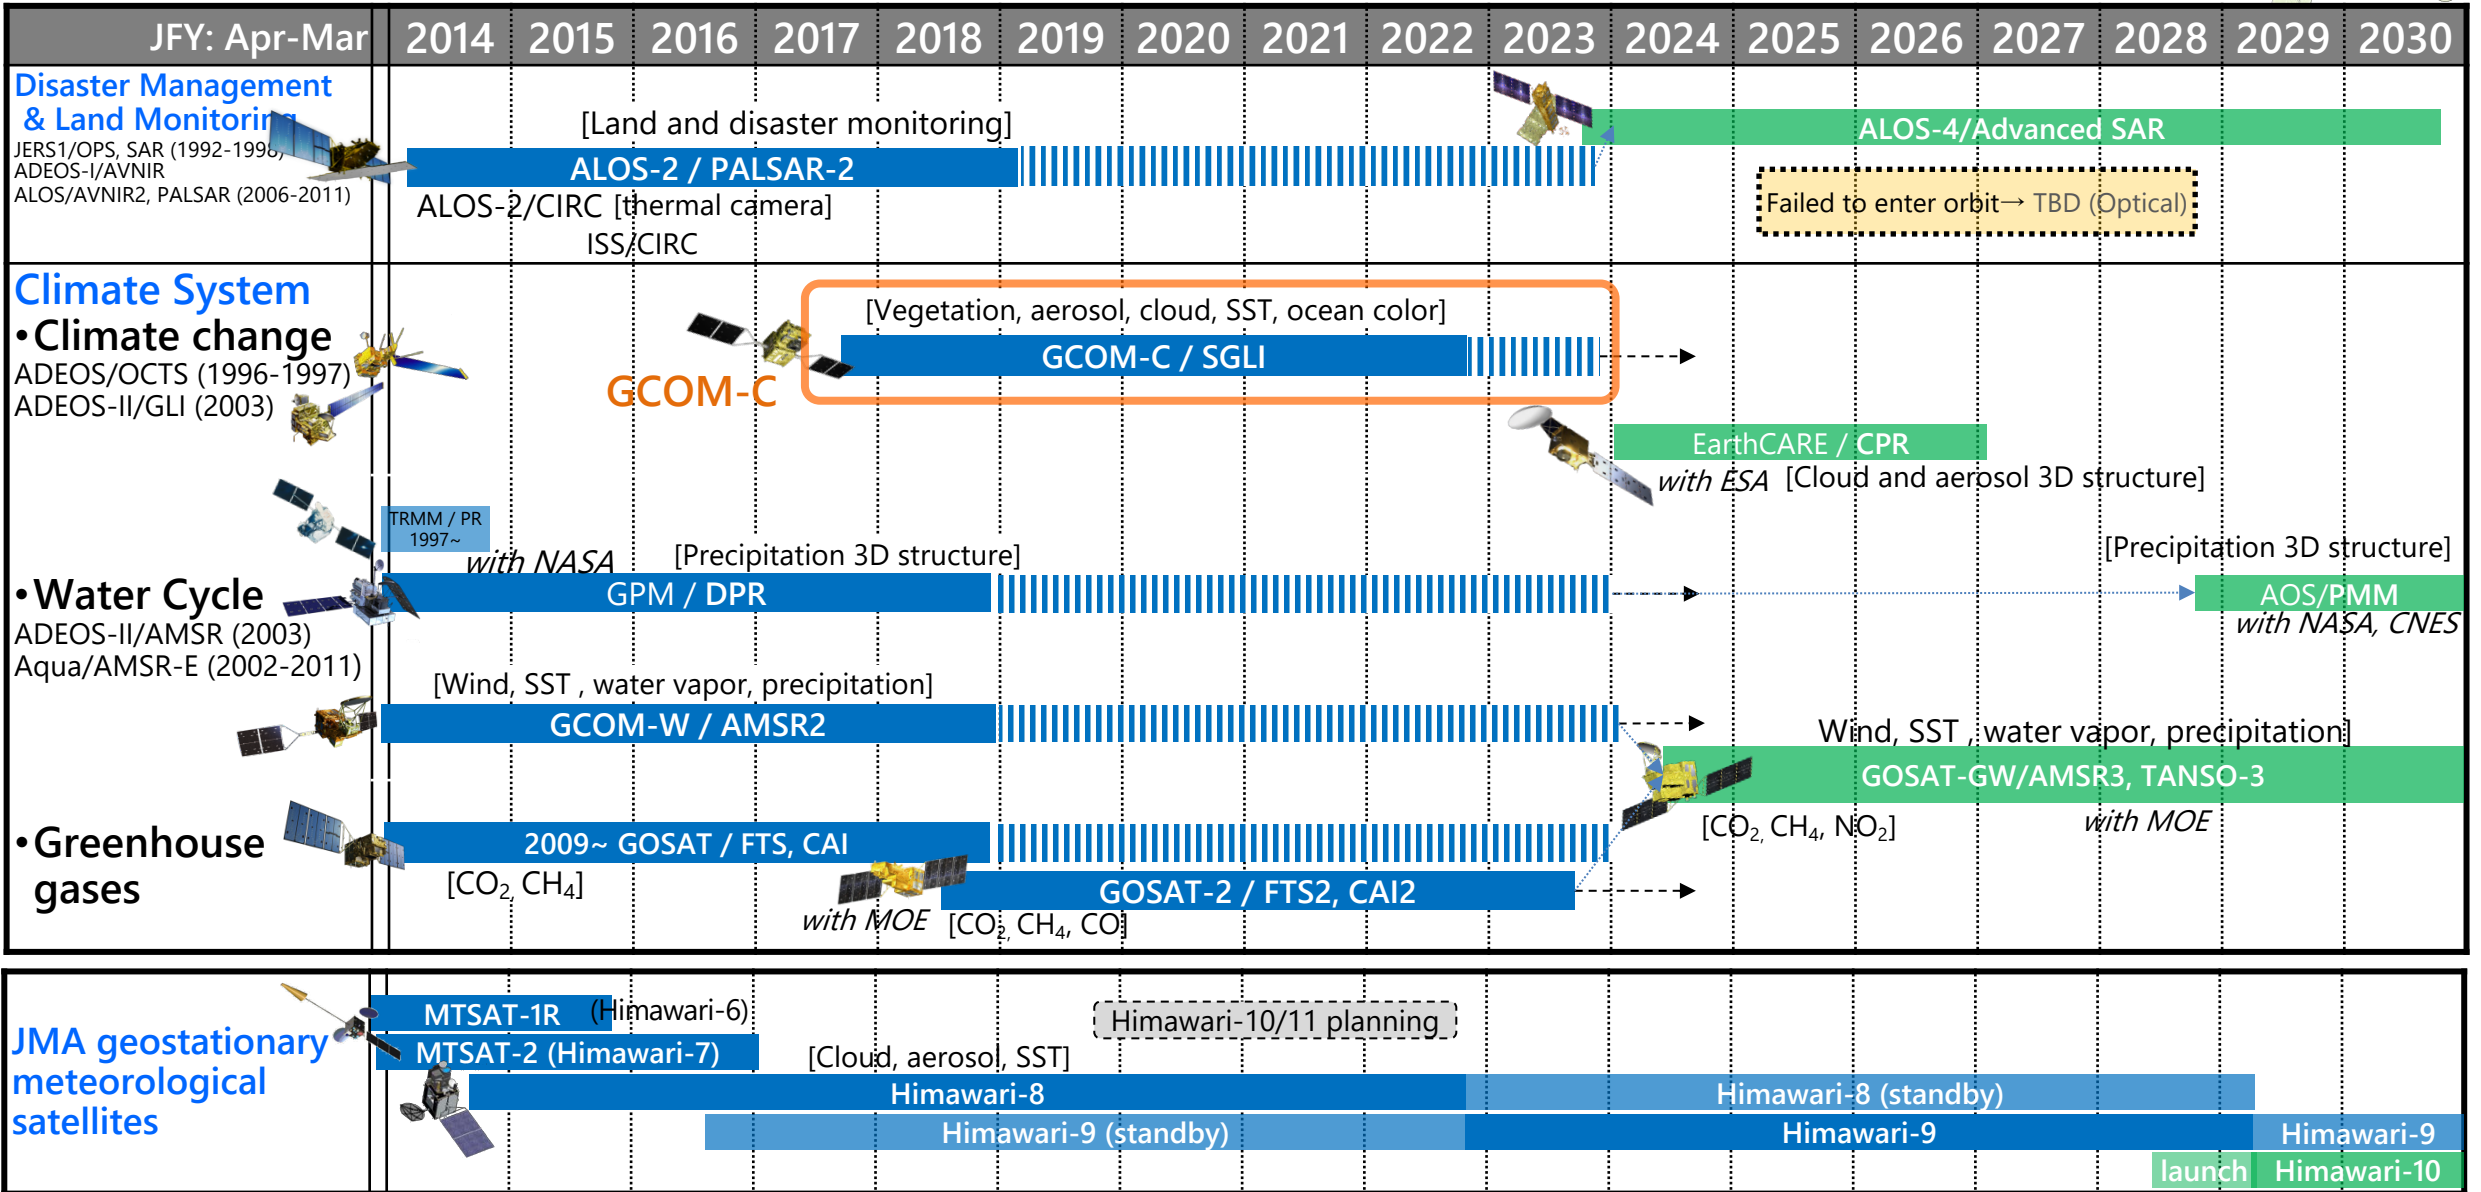 JFY: Apr-Mar 2014 2015 2016 2017 2018 2019 2020 2021 2022 2023 2024 2025 2026 2027 2028 2029 2030
Disaster Management
& Land Monitoring
JERS1/OPS, SAR (1992-1998)
ADEOS-I/AVNIR
ALOS/AVNIR2, PALSAR (2006-2011)
[Land and disaster monitoring]
ALOS-4/Advanced SAR
ALOS-2 / PALSAR-2
ALOS-2/CIRC [thermal camera]
ISS/CIRC
Failed to enter orbit→ TBD (Optical)
Climate System
•Climate change
ADEOS/OCTS (1996-1997)
ADEOS-II/GLI (2003)
[Vegetation, aerosol, cloud, SST, ocean color]
GCOM-C / SGLI
GCOM-C
EarthCARE / CPR
with ESA [Cloud and aerosol 3D structure]
TRMM / PR
1997~
with NASA
[Precipitation 3D structure]
[Precipitation 3D structure]
•Water Cycle
ADEOS-II/AMSR (2003)
Aqua/AMSR-E (2002-2011)
GPM / DPR
AOS/PMM
with NASA, CNES
[Wind, SST , water vapor, precipitation]
GCOM-W / AMSR2
Wind, SST , water vapor, precipitation]
GOSAT-GW/AMSR3, TANSO-3
[CO2, CH4, NO2]
with MOE
•Greenhouse
gases
2009~ GOSAT / FTS, CAI
[CO2, CH4]
GOSAT-2 / FTS2, CAI2
with MOE [CO2, CH4, CO]
JMA geostationary
meteorological
satellites
MTSAT-1R (Himawari-6)
MTSAT-2 (Himawari-7)
Himawari-10/11 planning
[Cloud, aerosol, SST]
Himawari-8
Himawari-8 (standby)
Himawari-9 (standby)
Himawari-9
Himawari-9
launch Himawari-10